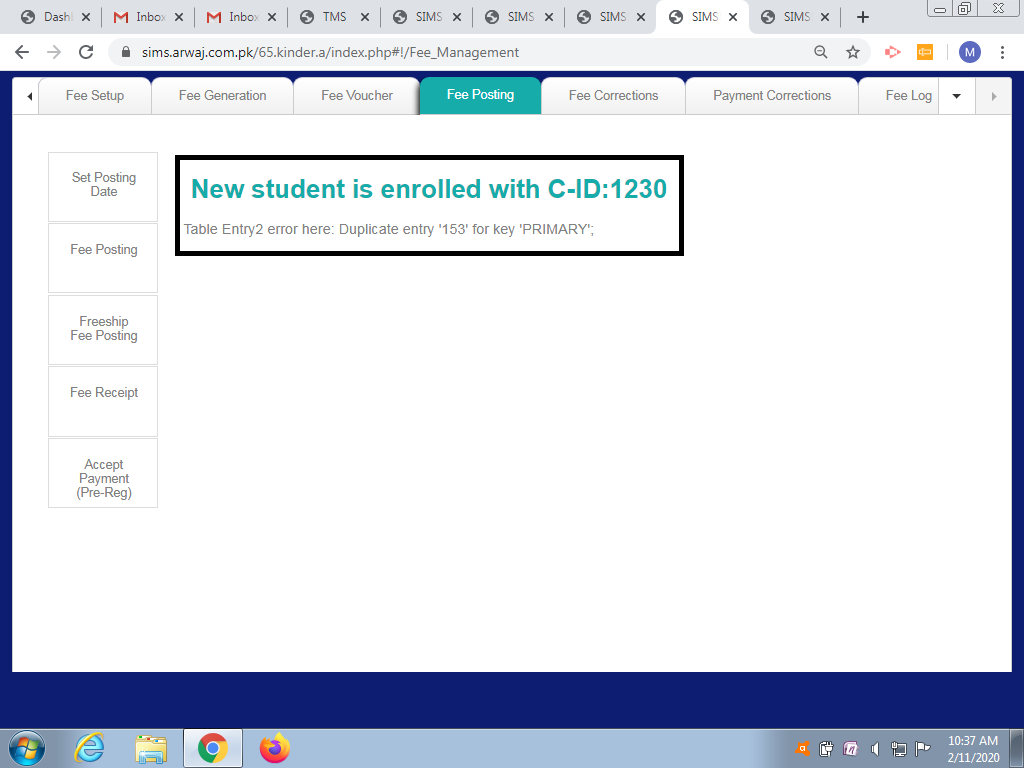 Dash
Inbox
Inbox
TMS
SIMS
SIMS
SIMS
SIMS
SIMS
sims.arwaj.com.pk/65.kinder.a/index.php#!/Fee_Management
M
Fee Setup
Fee Generation
Fee Voucher
Fee Posting
Fee Corrections
Payment Corrections
Fee Log
Set Posting
Date
Fee Posting
Freeship
Fee Posting
Fee Receipt
Accept
Payment
(Pre-Reg)
New student is enrolled with C-ID:1230
Table Entry2 error here: Duplicate entry '153' for key 'PRIMARY';
10:37 AM
2/11/2020